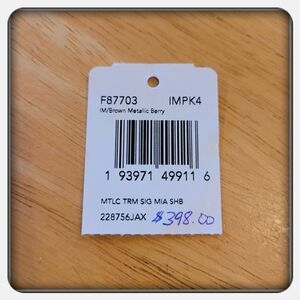 F87703 IMPK4
IM/Brown Metallic Berry
1 93971 49911 6
MTLC TRM SIG MIA SHB
228756JAX $398.00